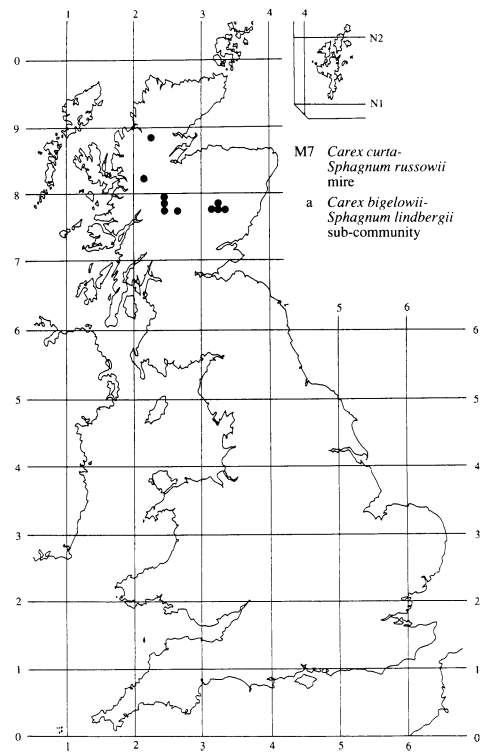 1 2 3 4
N2
N1
0 0
9
8
7
6 6
5 5
4 4
3 3
2 2
1 1
0 0
M7 Carex curta-
Sphagnum russowii
mire
a Carex bigelowii-
Sphagnum lindbergii
sub-community
5 6
1 2 3 4 5 6